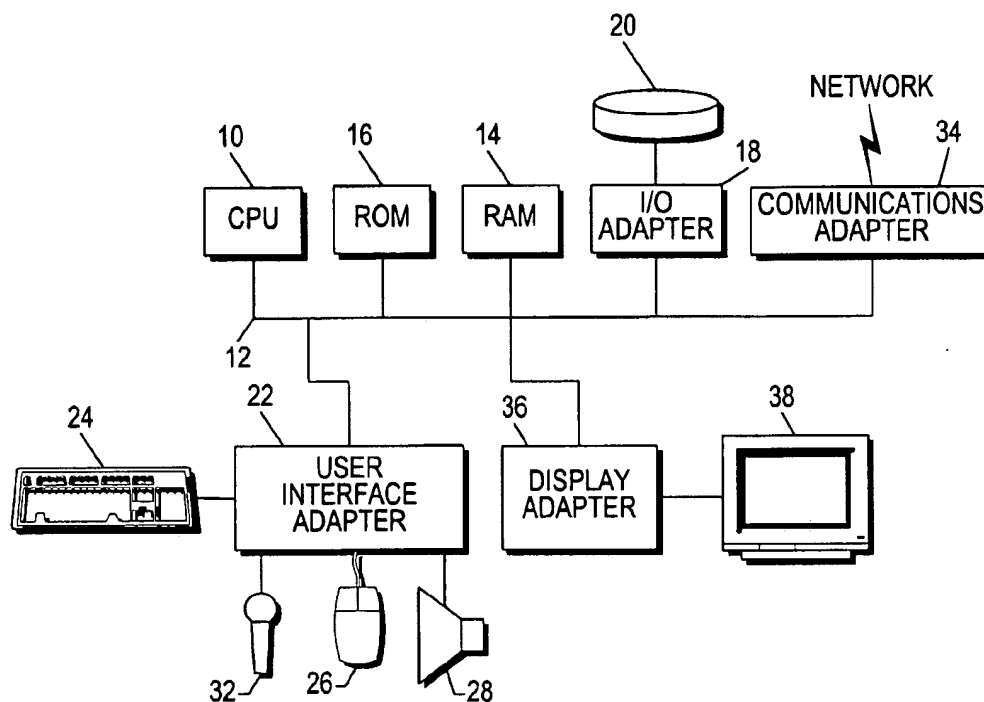 20
NETWORK
10
16
14
18
34
CPU
ROM
RAM
I/O
ADAPTER
COMMUNICATIONS
ADAPTER
12
24
22
36
38
USER
INTERFACE
ADAPTER
DISPLAY
ADAPTER
32
26
28